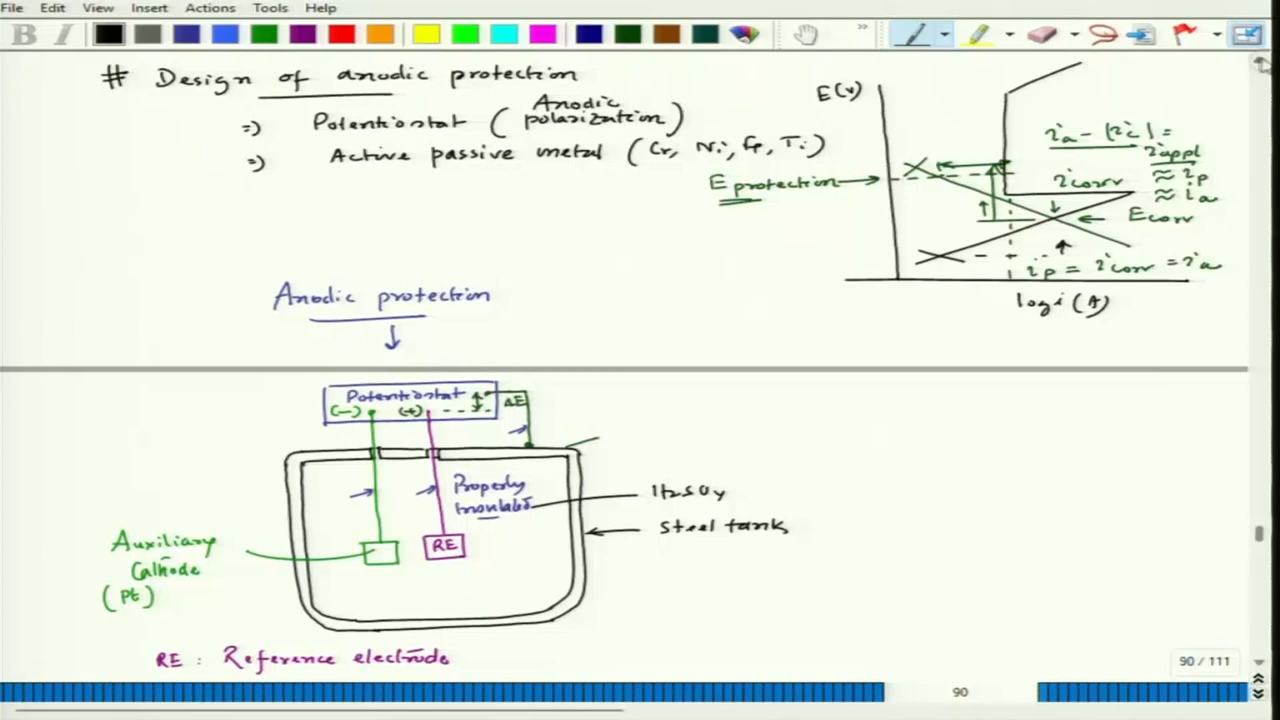 File Edit View Insert Actions Tools Help
B I
# Design of anodic protection
=) Potentiostat ( Anodic polarization )
=) Active passive metal ( Cr, Ni, Fe, Ti )
E(v)
ia - |ic| =
iappl
≈ ip
≈ ia
icorr
E protection
Ecorr
ip = icorr = ia
log i (A)
Anodic protection
Potentiostat
(-) (+) ΔE
Properly
Insulated
H2SO4
Steel tank
RE
Auxiliary
Cathode
(Pt)
RE : Reference electrode
90 / 111
90